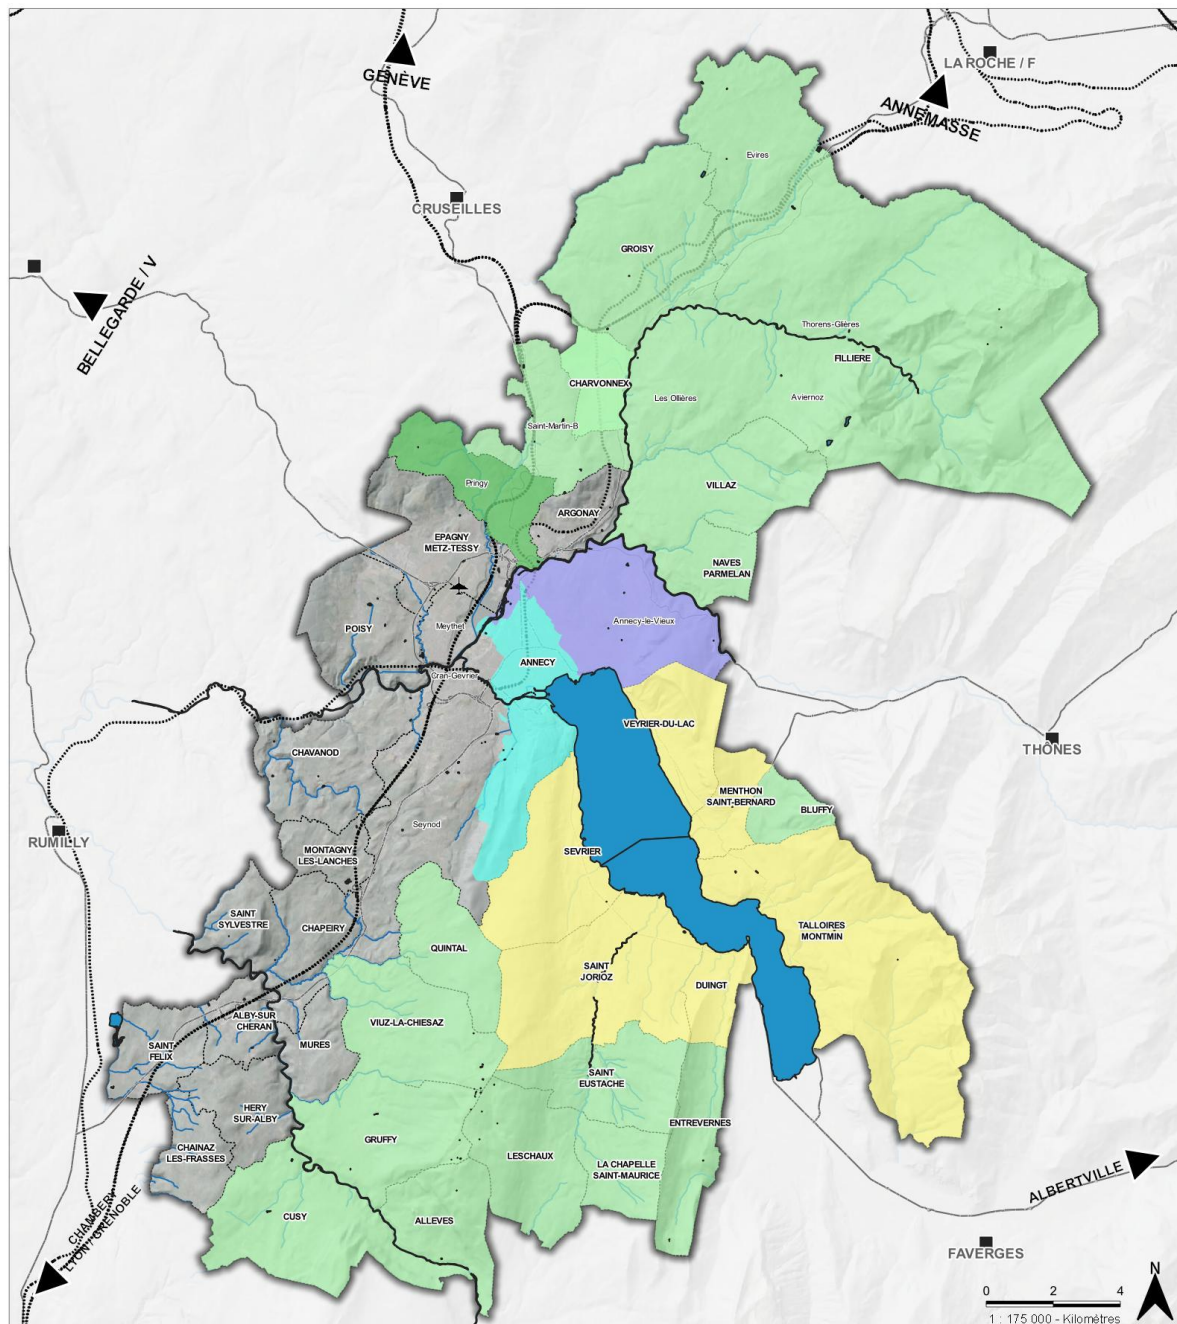 LA ROCHE / F
GENÈVE
ANNEMASSE
Evires
CRUSEILLES
GROISY
BELLEGARDE / V
Thorens-Glières
FILLIERE
CHARVONNEX
Les Ollières
Aviernoz
Saint-Martin-B
Pringy
VILLAZ
ARGONAY
EPAGNY
METZ-TESSY
NAVES
PARMELAN
Meythet
POISY
Annecy-le-Vieux
ANNECY
Cran-Gevrier
VEYRIER-DU-LAC
CHAVANOD
THÔNES
MENTHON
SAINT-BERNARD
BLUFFY
Seynod
RUMILLY
MONTAGNY
LES-LANCHES
SEVRIER
SAINT
SYLVESTRE
CHAPEIRY
TALLOIRES
MONTMIN
QUINTAL
SAINT
JORIOZ
DUINGT
ALBY-SUR
CHERAN
VIUZ-LA-CHIESAZ
SAINT
FELIX
MURES
SAINT
EUSTACHE
HERY
SUR-ALBY
ENTREVERNES
GRUFFY
CHAINAZ
LES-FRASSES
LESCHAUX
LA CHAPELLE
SAINT-MAURICE
ALBERTVILLE
CHAMBERY
LYON / GRENOBLE
CUSY
ALLEVES
FAVERGES
N
0 2 4
1 : 175 000 - Kilomètres